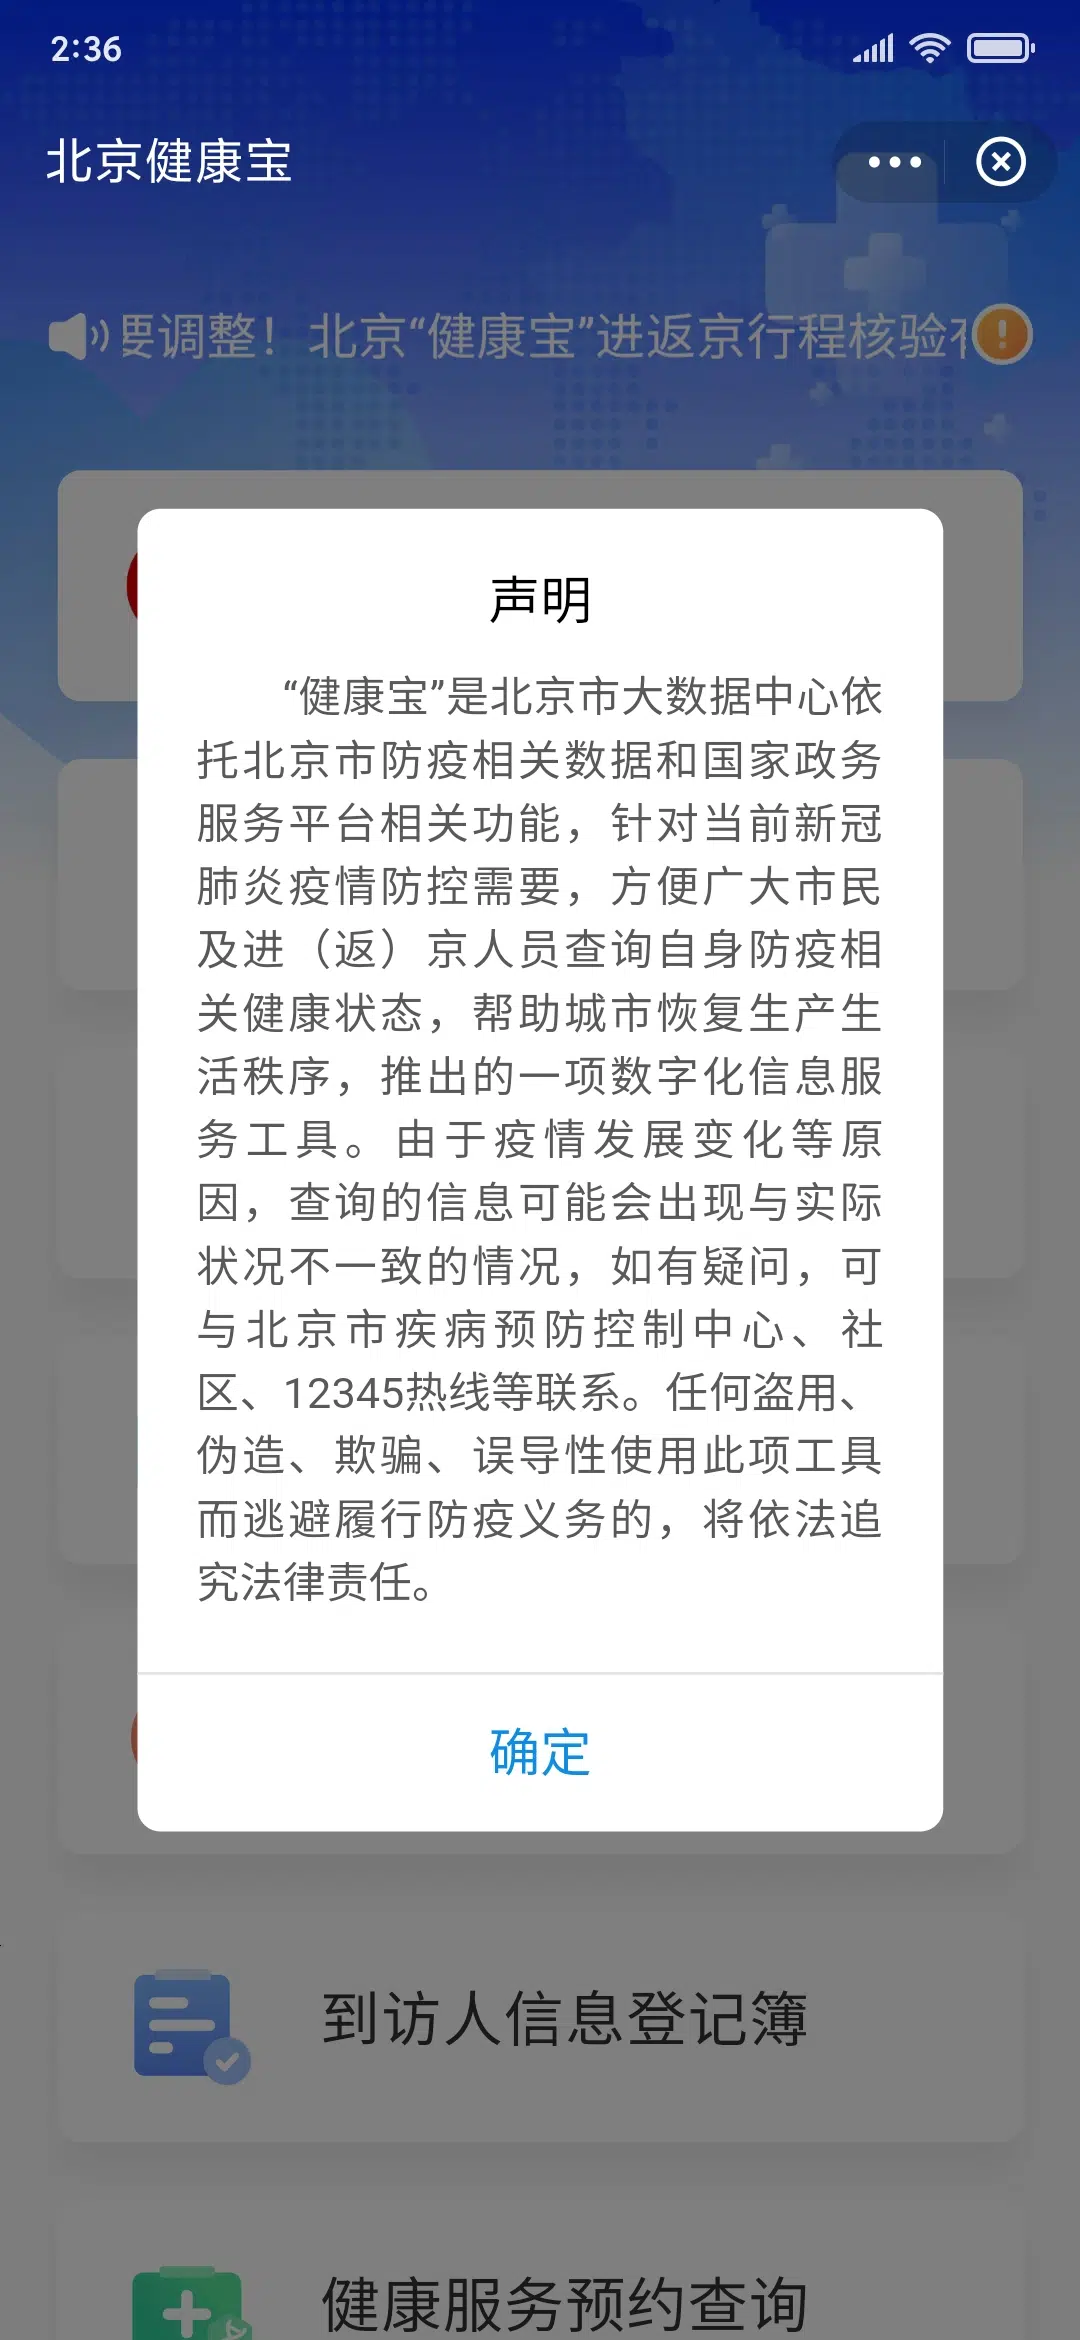 2:36
北京健康宝
要调整！北京“健康宝”进返京行程核验
声明
“健康宝”是北京市大数据中心依
托北京市防疫相关数据和国家政务
服务平台相关功能，针对当前新冠
肺炎疫情防控需要，方便广大市民
及进（返）京人员查询自身防疫相
关健康状态，帮助城市恢复生产生
活秩序，推出的一项数字化信息服
务工具。由于疫情发展变化等原
因，查询的信息可能会出现与实际
状况不一致的情况，如有疑问，可
与北京市疾病预防控制中心、社
区、12345热线等联系。任何盗用、
伪造、欺骗、误导性使用此项工具
而逃避履行防疫义务的，将依法追
究法律责任。
确定
到访人信息登记簿
健康服务预约查询